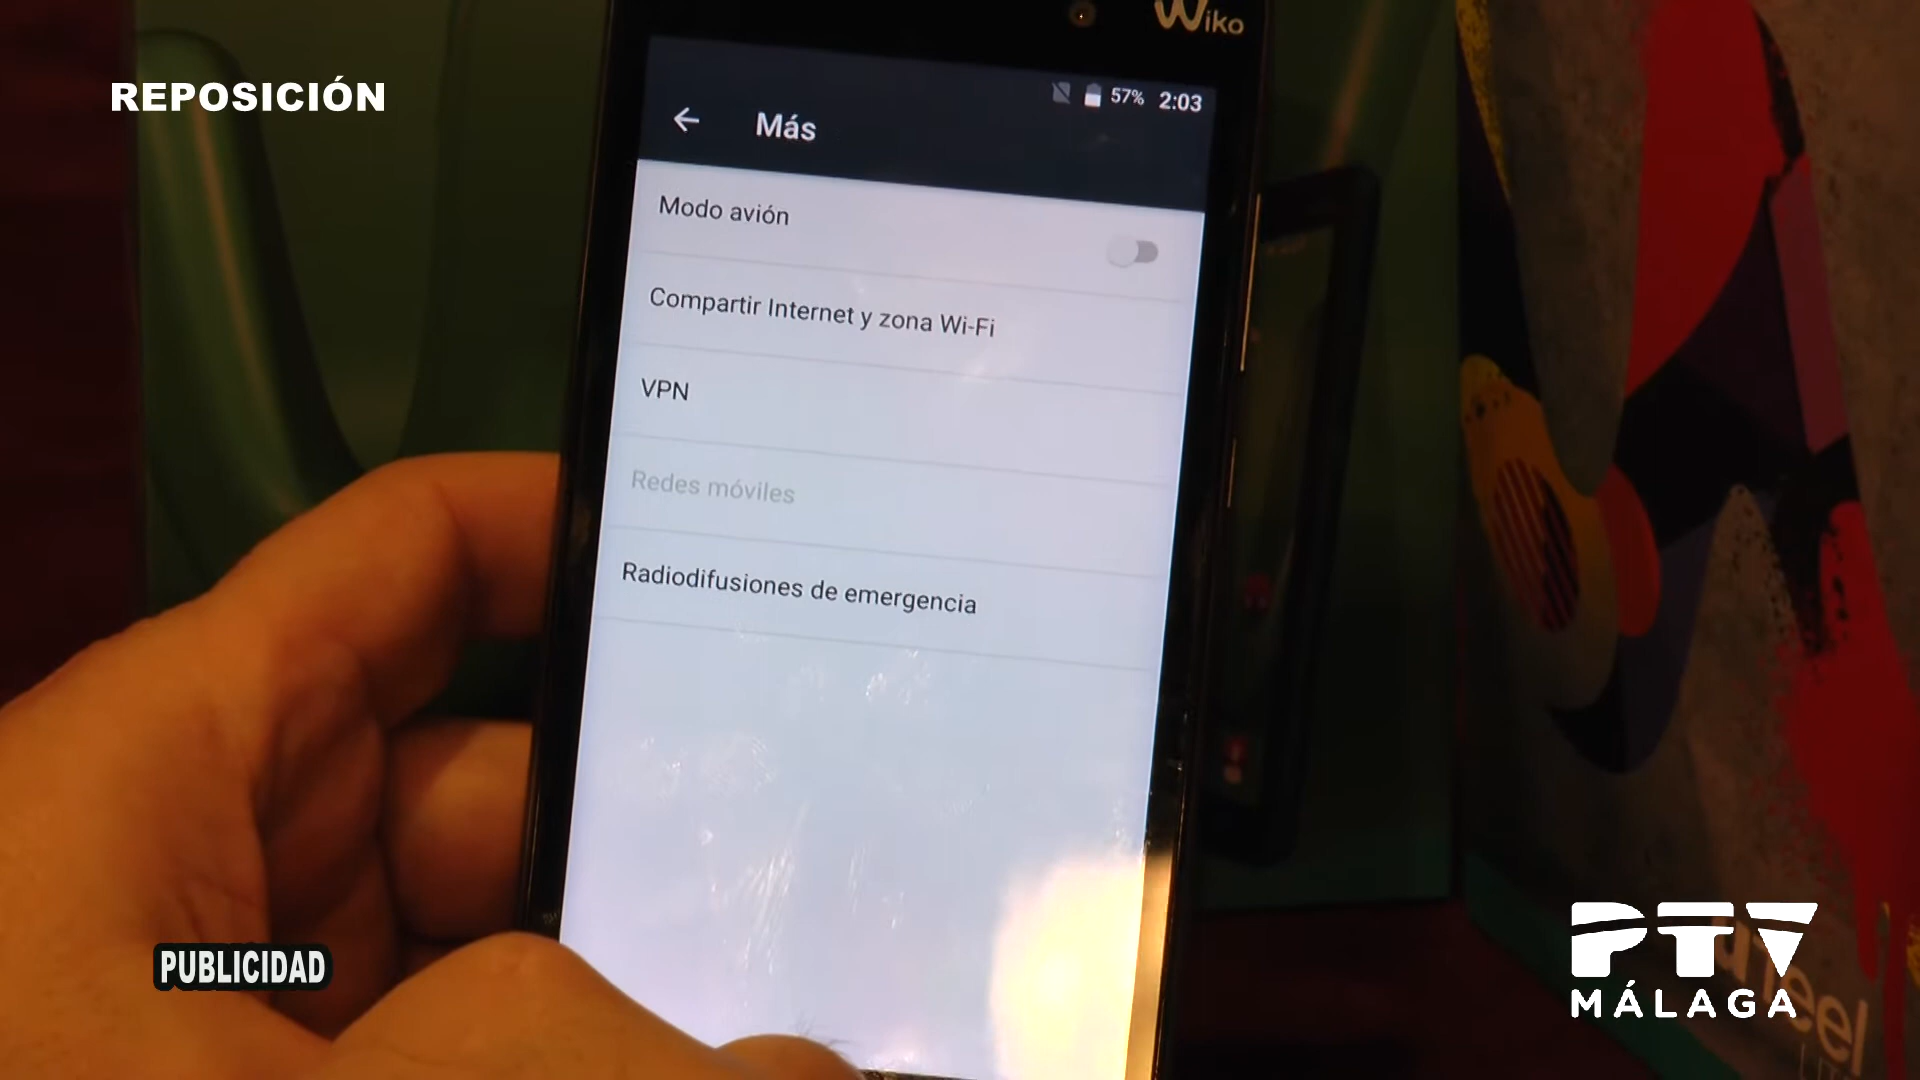 REPOSICIÓN
Wiko
57% 2:03
Más
Modo avión
Compartir Internet y zona Wi-Fi
VPN
Redes móviles
Radiodifusiones de emergencia
PUBLICIDAD
PTV
MÁLAGA